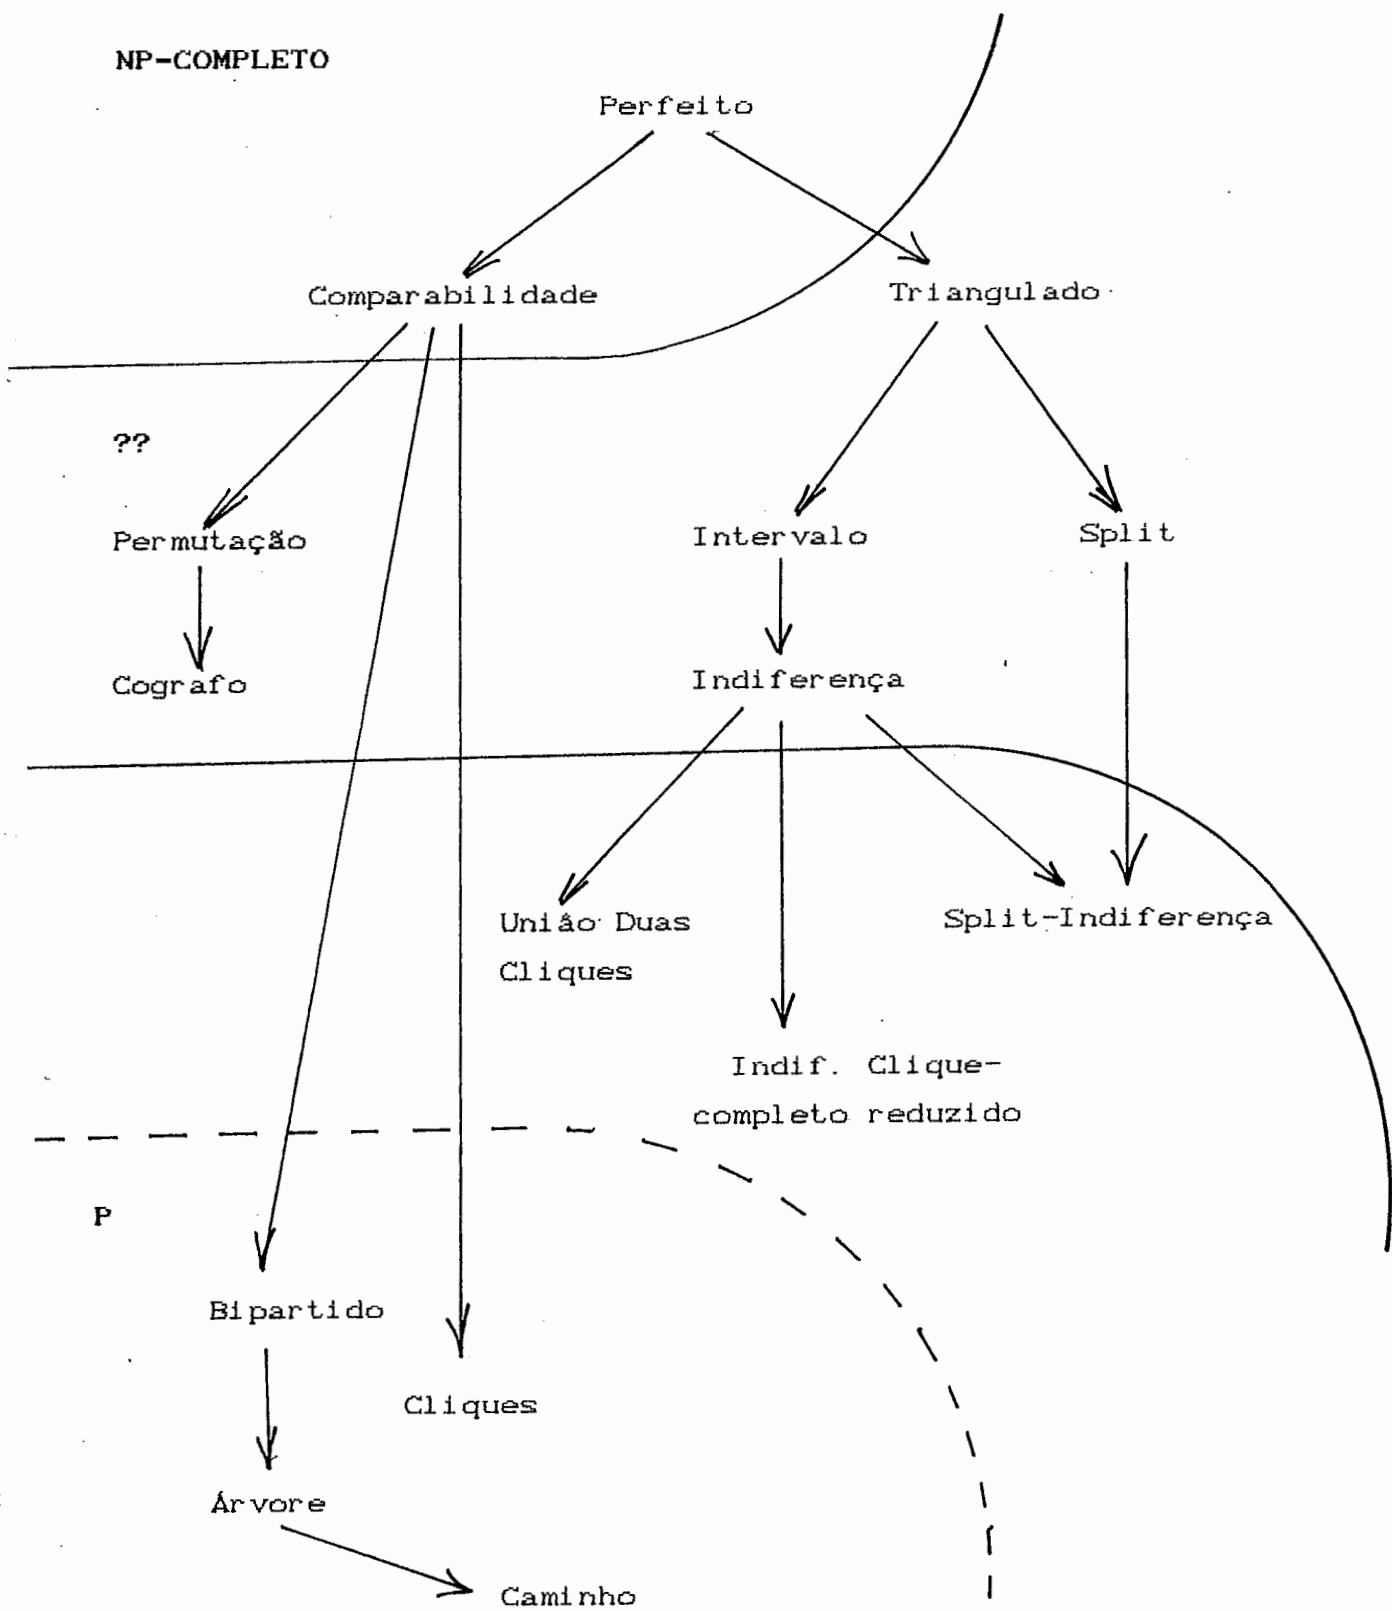 NP-COMPLETO
Perfeito
Comparabilidade
Triangulado
??
Permutação
Intervalo
Split
Cografo
Indiferença
União Duas
Cliques
Split-Indiferença
Indif. Clique-
completo reduzido
P
Bipartido
Cliques
Árvore
Caminho